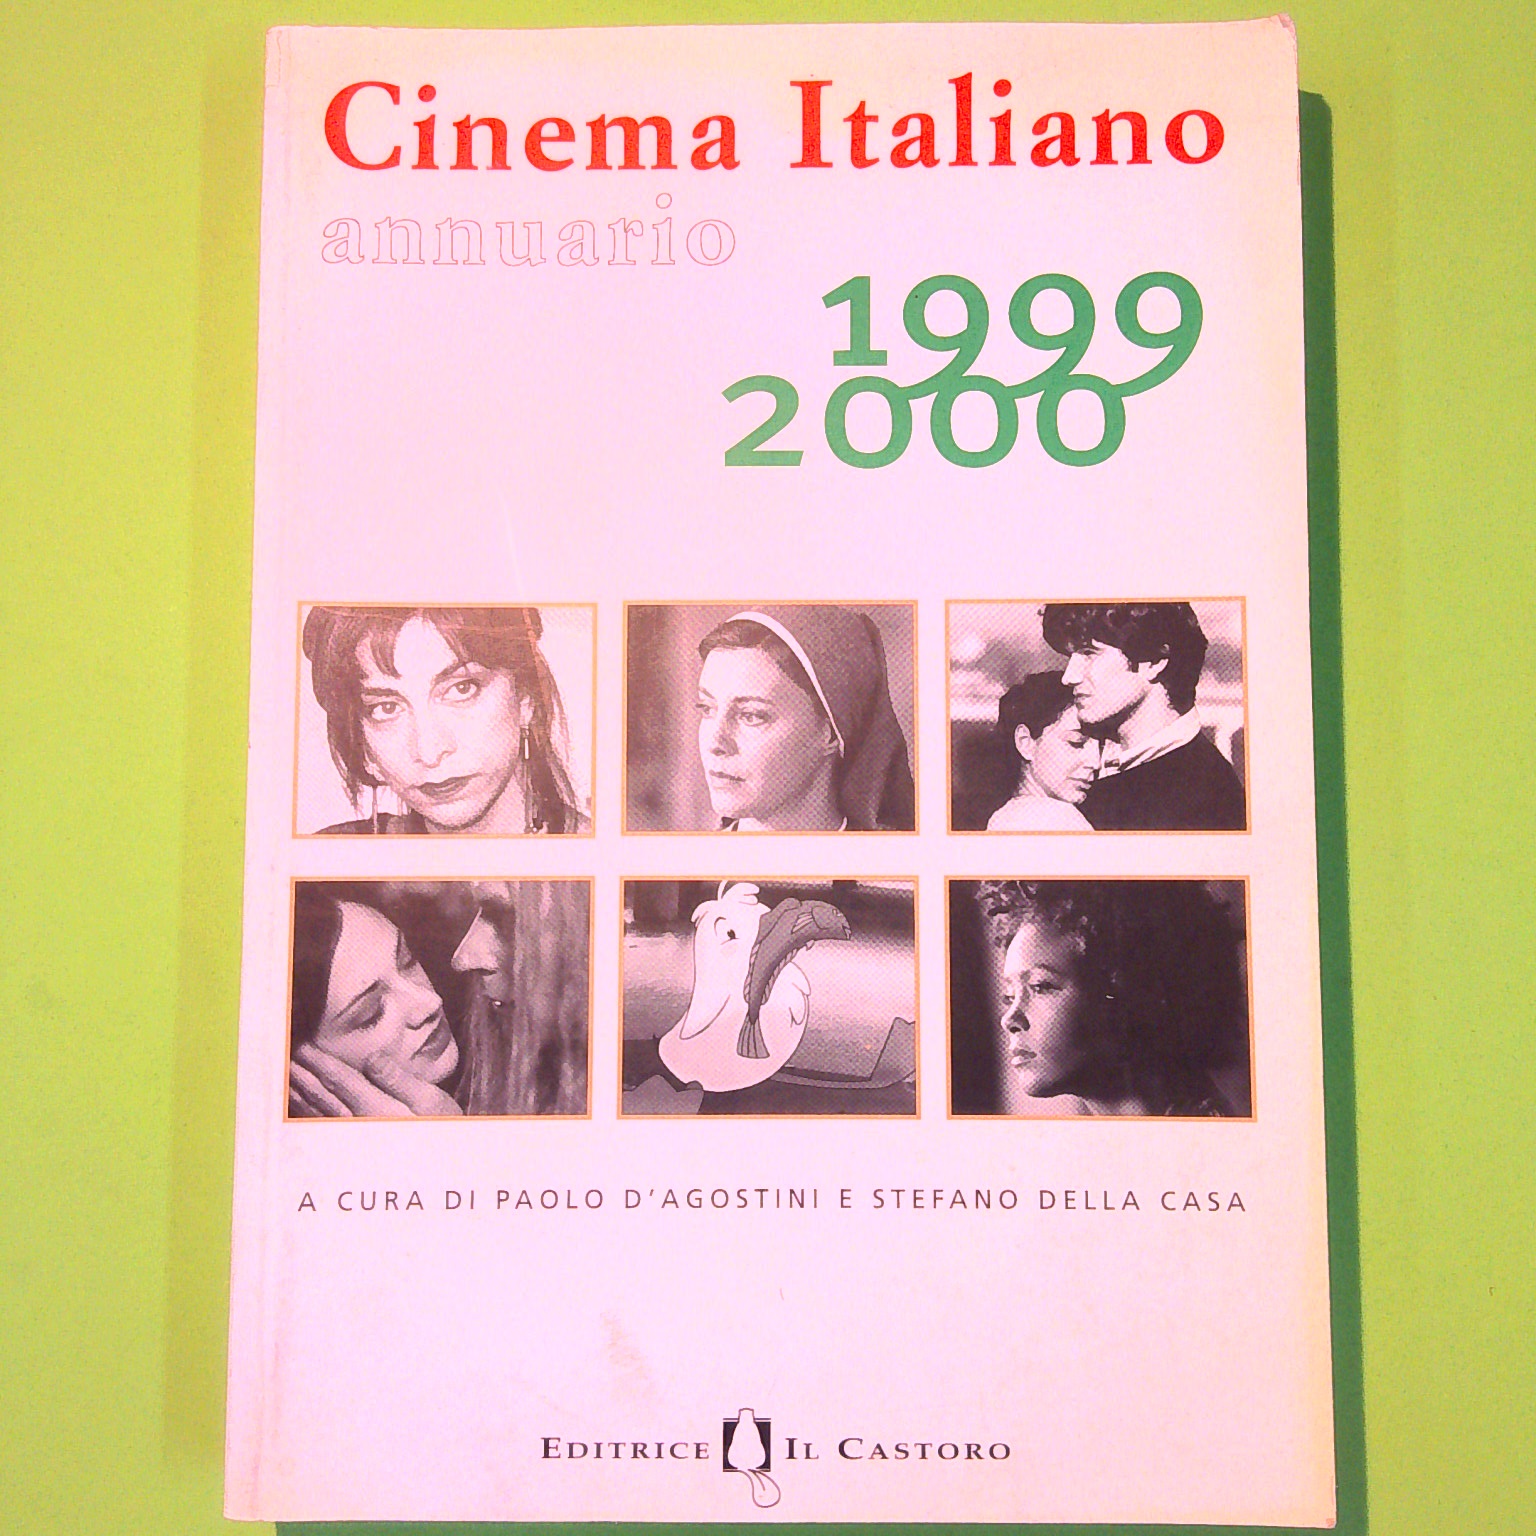 Cinema Italiano
annuario
1999
2000
A CURA DI PAOLO D'AGOSTINI E STEFANO DELLA CASA
EDITRICE IL CASTORO